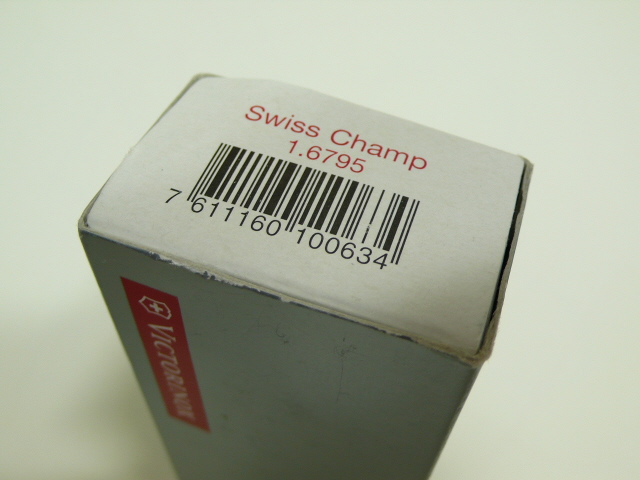 Swiss Champ
1.6795
7 611160 100634
VICTORINOX